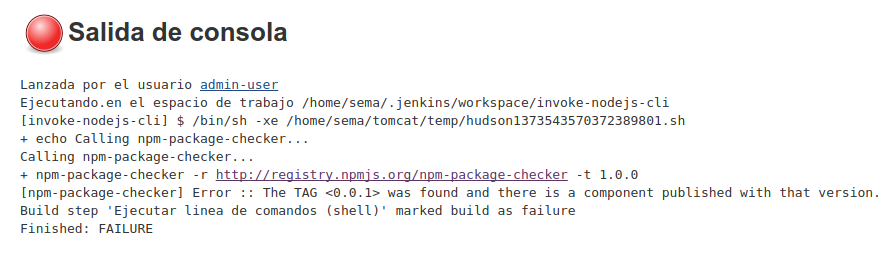 Salida de consola
Lanzada por el usuario admin-user
Ejecutando.en el espacio de trabajo /home/sema/.jenkins/workspace/invoke-nodejs-cli
[invoke-nodejs-cli] $ /bin/sh -xe /home/sema/tomcat/temp/hudson1373543570372389801.sh
+ echo Calling npm-package-checker...
Calling npm-package-checker...
+ npm-package-checker -r http://registry.npmjs.org/npm-package-checker -t 1.0.0
[npm-package-checker] Error :: The TAG <0.0.1> was found and there is a component published with that version.
Build step 'Ejecutar linea de comandos (shell)' marked build as failure
Finished: FAILURE